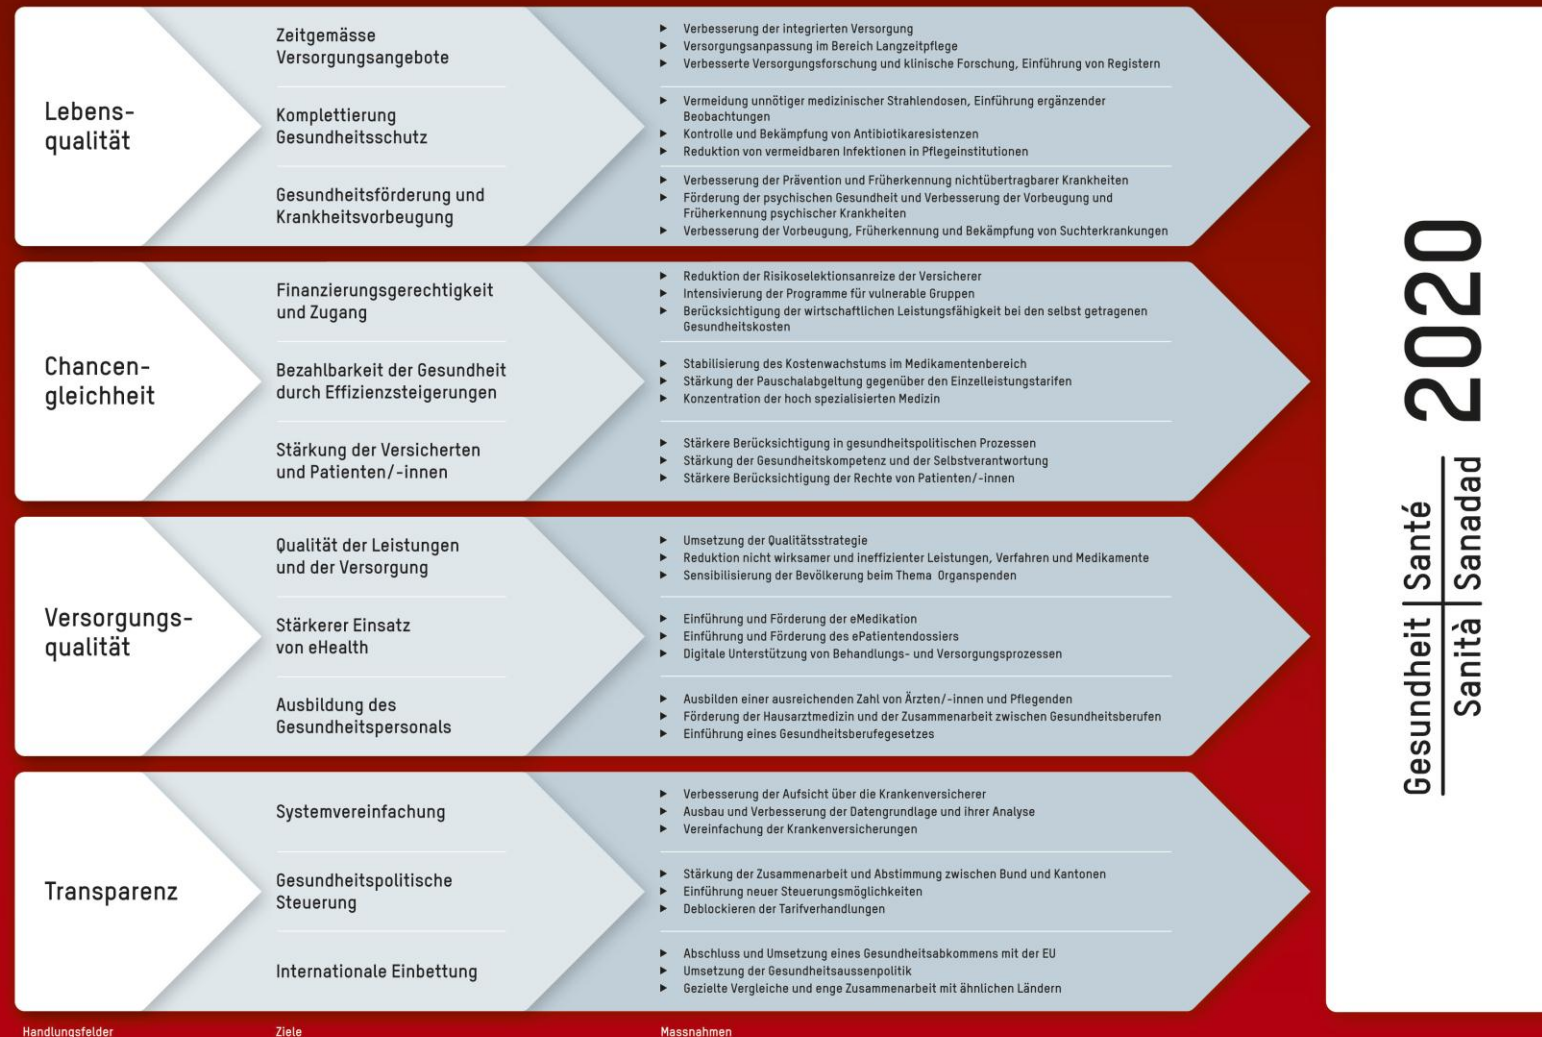 Lebens-
qualität
Zeitgemässe
Versorgungsangebote
► Verbesserung der integrierten Versorgung
► Versorgungsanpassung im Bereich Langzeitpflege
► Verbesserte Versorgungsforschung und klinische Forschung, Einführung von Registern
Komplettierung
Gesundheitsschutz
► Vermeidung unnötiger medizinischer Strahlendosen, Einführung ergänzender
Beobachtungen
► Kontrolle und Bekämpfung von Antibiotikaresistenzen
► Reduktion von vermeidbaren Infektionen in Pflegeinstitutionen
Gesundheitsförderung und
Krankheitsvorbeugung
► Verbesserung der Prävention und Früherkennung nichtübertragbarer Krankheiten
► Förderung der psychischen Gesundheit und Verbesserung der Vorbeugung und
Früherkennung psychischer Krankheiten
► Verbesserung der Vorbeugung, Früherkennung und Bekämpfung von Suchterkrankungen
Chancen-
gleichheit
Finanzierungsgerechtigkeit
und Zugang
► Reduktion der Risikoselektionsanreize der Versicherer
► Intensivierung der Programme für vulnerable Gruppen
► Berücksichtigung der wirtschaftlichen Leistungsfähigkeit bei den selbst getragenen
Gesundheitskosten
Bezahlbarkeit der Gesundheit
durch Effizienzsteigerungen
► Stabilisierung des Kostenwachstums im Medikamentenbereich
► Stärkung der Pauschalabgeltung gegenüber den Einzelleistungstarifen
► Konzentration der hoch spezialisierten Medizin
Stärkung der Versicherten
und Patienten/-innen
► Stärkere Berücksichtigung in gesundheitspolitischen Prozessen
► Stärkung der Gesundheitskompetenz und der Selbstverantwortung
► Stärkere Berücksichtigung der Rechte von Patienten/-innen
Versorgungs-
qualität
Qualität der Leistungen
und der Versorgung
► Umsetzung der Qualitätsstrategie
► Reduktion nicht wirksamer und ineffizienter Leistungen, Verfahren und Medikamente
► Sensibilisierung der Bevölkerung beim Thema Organspenden
Stärkerer Einsatz
von eHealth
► Einführung und Förderung der eMedikation
► Einführung und Förderung des ePatientendossiers
► Digitale Unterstützung von Behandlungs- und Versorgungsprozessen
Ausbildung des
Gesundheitspersonals
► Ausbilden einer ausreichenden Zahl von Ärzten/-innen und Pflegenden
► Förderung der Hausarztmedizin und der Zusammenarbeit zwischen Gesundheitsberufen
► Einführung eines Gesundheitsberufegesetzes
Transparenz
Systemvereinfachung
► Verbesserung der Aufsicht über die Krankenversicherer
► Ausbau und Verbesserung der Datengrundlage und ihrer Analyse
► Vereinfachung der Krankenversicherungen
Gesundheitspolitische
Steuerung
► Stärkung der Zusammenarbeit und Abstimmung zwischen Bund und Kantonen
► Einführung neuer Steuerungsmöglichkeiten
► Deblockieren der Tarifverhandlungen
Internationale Einbettung
► Abschluss und Umsetzung eines Gesundheitsabkommens mit der EU
► Umsetzung der Gesundheitsaussenpolitik
► Gezielte Vergleiche und enge Zusammenarbeit mit ähnlichen Ländern
Handlungsfelder
Ziele
Massnahmen
Gesundheit | Santé
Sanità | Sanadad
2020